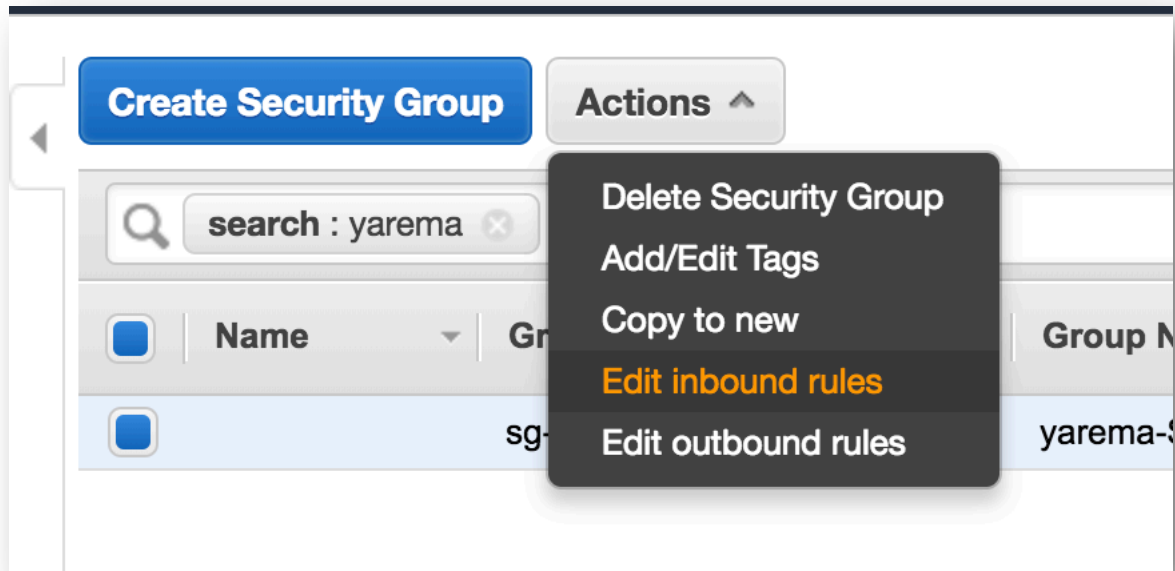 Create Security Group
Actions
search : yarema
Delete Security Group
Add/Edit Tags
Copy to new
Edit inbound rules
Edit outbound rules
Name
Gr
Group N
sg-
yarema-S